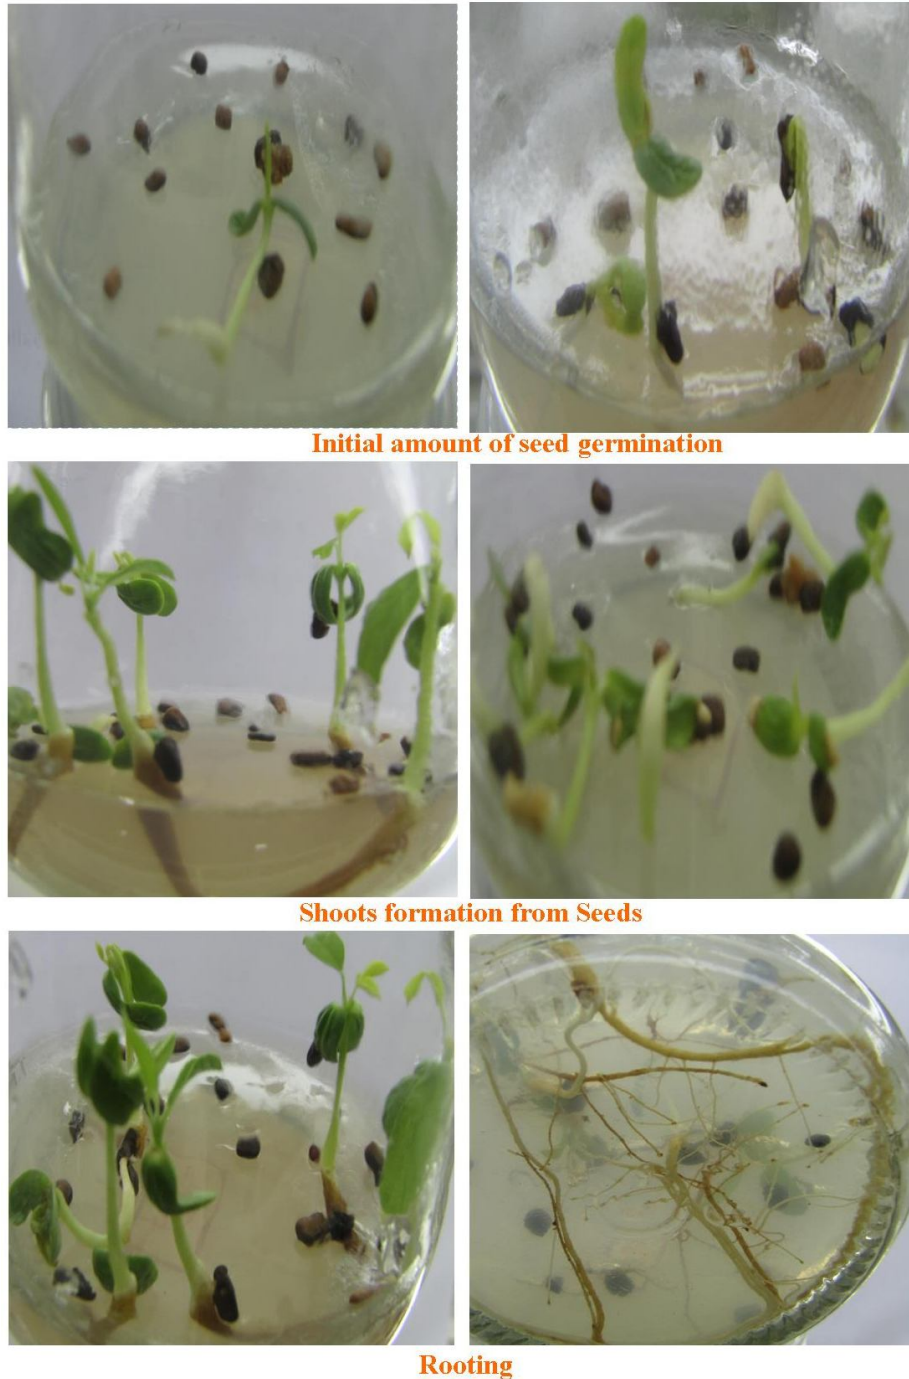 Initial amount of seed germination
Shoots formation from Seeds
Rooting